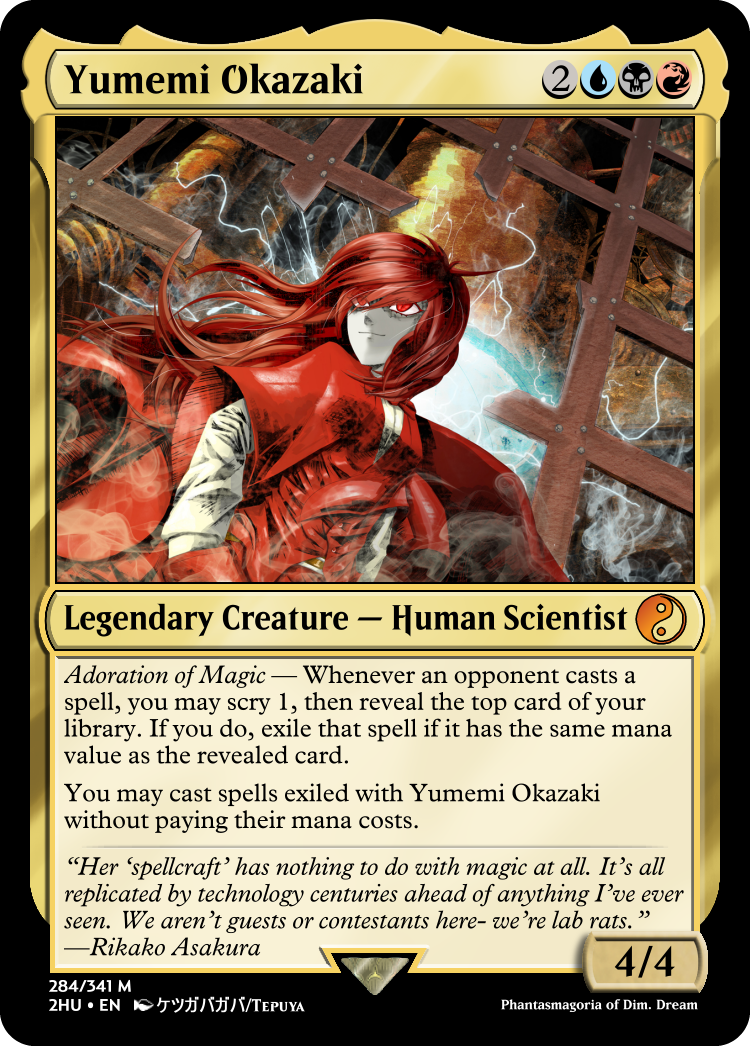 Yumemi Okazaki 2
Legendary Creature — Human Scientist
Adoration of Magic — Whenever an opponent casts a
spell, you may scry 1, then reveal the top card of your
library. If you do, exile that spell if it has the same mana
value as the revealed card.
You may cast spells exiled with Yumemi Okazaki
without paying their mana costs.
“Her ‘spellcraft’ has nothing to do with magic at all. It’s all
replicated by technology centuries ahead of anything I’ve ever
seen. We aren’t guests or contestants here- we’re lab rats.”
—Rikako Asakura
4/4
284/341 M
2HU • EN ケツガバガバ/Tepuya
Phantasmagoria of Dim. Dream